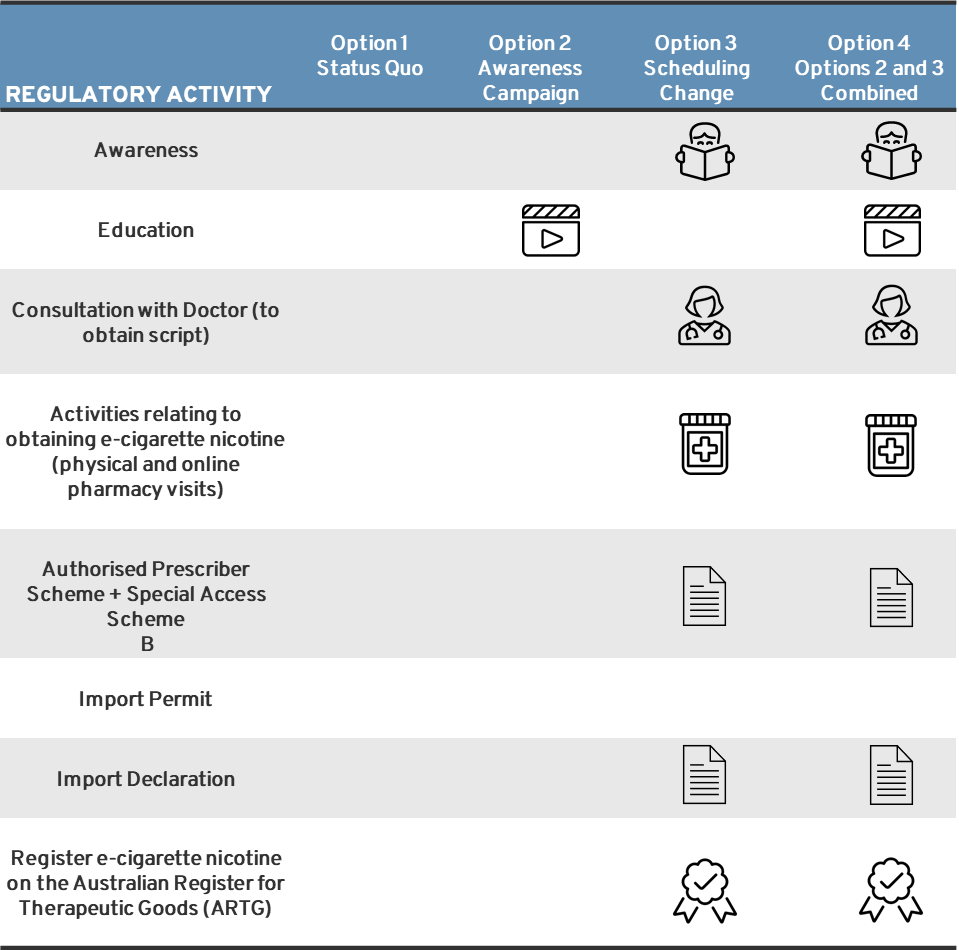 Option 1
Status Quo
Option 2
Awareness
Campaign
Option 3
Scheduling
Change
Option 4
Options 2 and 3
Combined
REGULATORY ACTIVITY
Awareness
Education
Consultation with Doctor (to
obtain script)
Activities relating to
obtaining e-cigarette nicotine
(physical and online
pharmacy visits)
Authorised Prescriber
Scheme + Special Access
Scheme
B
Import Permit
Import Declaration
Register e-cigarette nicotine
on the Australian Register for
Therapeutic Goods (ARTG)